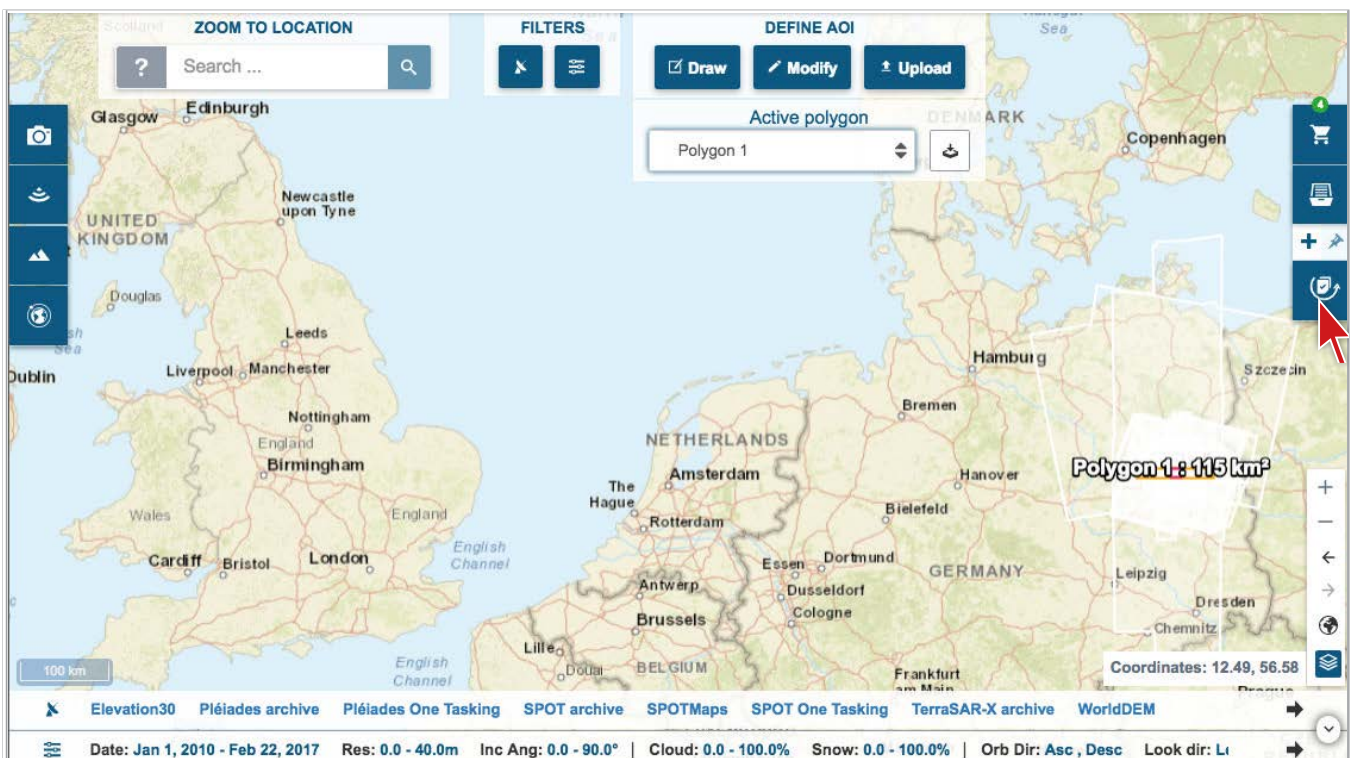 Scotland
ZOOM TO LOCATION
FILTERS
DEFINE AOI
Sea
?
Search ...
Draw
Modify
Upload
Active polygon
Polygon 1
DENMARK
4
Glasgow
Edinburgh
Copenhagen
Newcastle
upon Tyne
UNITED
KINGDOM
Douglas
Leeds
Sea
Dublin
Liverpool
Manchester
Hamburg
Szczecin
Nottingham
England
Bremen
NETHERLANDS
Birmingham
Amsterdam
Hanover
Polygon 1 : 115 km²
The
Hague
Wales
England
Rotterdam
Bielefeld
Cardiff
Bristol
London
English
Channel
Essen
Dortmund
GERMANY
Leipzig
Antwerp
Dusseldorf
Brussels
Cologne
Dresden
Chemnitz
Lille
100 km
English
Channel
Douai
BELGIUM
Frankfurt
am Main
Coordinates: 12.49, 56.58
Prague
Elevation30 Pléiades archive Pléiades One Tasking SPOT archive SPOTMaps SPOT One Tasking TerraSAR-X archive WorldDEM
Date: Jan 1, 2010 - Feb 22, 2017 Res: 0.0 - 40.0m Inc Ang: 0.0 - 90.0° | Cloud: 0.0 - 100.0% Snow: 0.0 - 100.0% | Orb Dir: Asc , Desc Look dir: